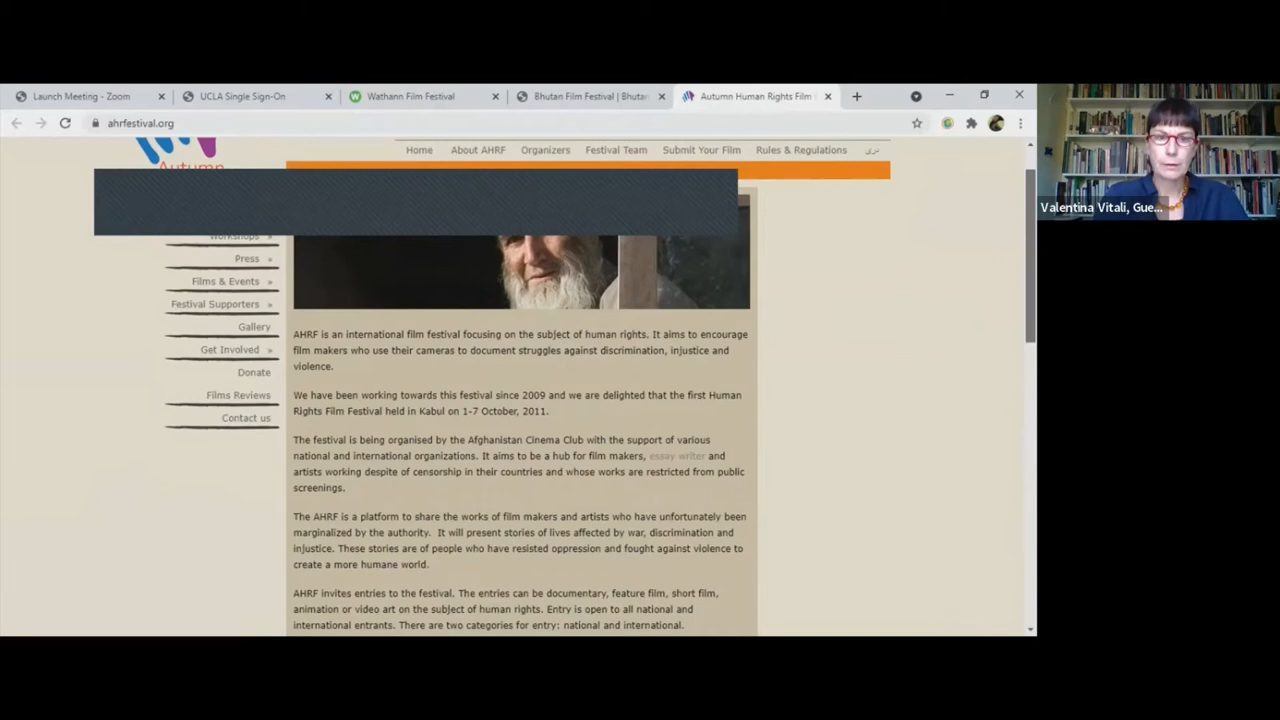 Launch Meeting - Zoom
UCLA Single Sign-On
Wathann Film Festival
Bhutan Film Festival | Bhutan
Autumn Human Rights Film
ahrfestival.org
Autumn
Home About AHRF Organizers Festival Team Submit Your Film Rules & Regulations دری
Valentina Vitali, Gue...
Workshops »
Press »
Films & Events »
Festival Supporters »
Gallery
Get Involved »
Donate
Films Reviews
Contact us
AHRF is an international film festival focusing on the subject of human rights. It aims to encourage
film makers who use their cameras to document struggles against discrimination, injustice and
violence.
We have been working towards this festival since 2009 and we are delighted that the first Human
Rights Film Festival held in Kabul on 1-7 October, 2011.
The festival is being organised by the Afghanistan Cinema Club with the support of various
national and international organizations. It aims to be a hub for film makers, essay writer and
artists working despite of censorship in their countries and whose works are restricted from public
screenings.
The AHRF is a platform to share the works of film makers and artists who have unfortunately been
marginalized by the authority. It will present stories of lives affected by war, discrimination and
injustice. These stories are of people who have resisted oppression and fought against violence to
create a more humane world.
AHRF invites entries to the festival. The entries can be documentary, feature film, short film,
animation or video art on the subject of human rights. Entry is open to all national and
international entrants. There are two categories for entry: national and international.